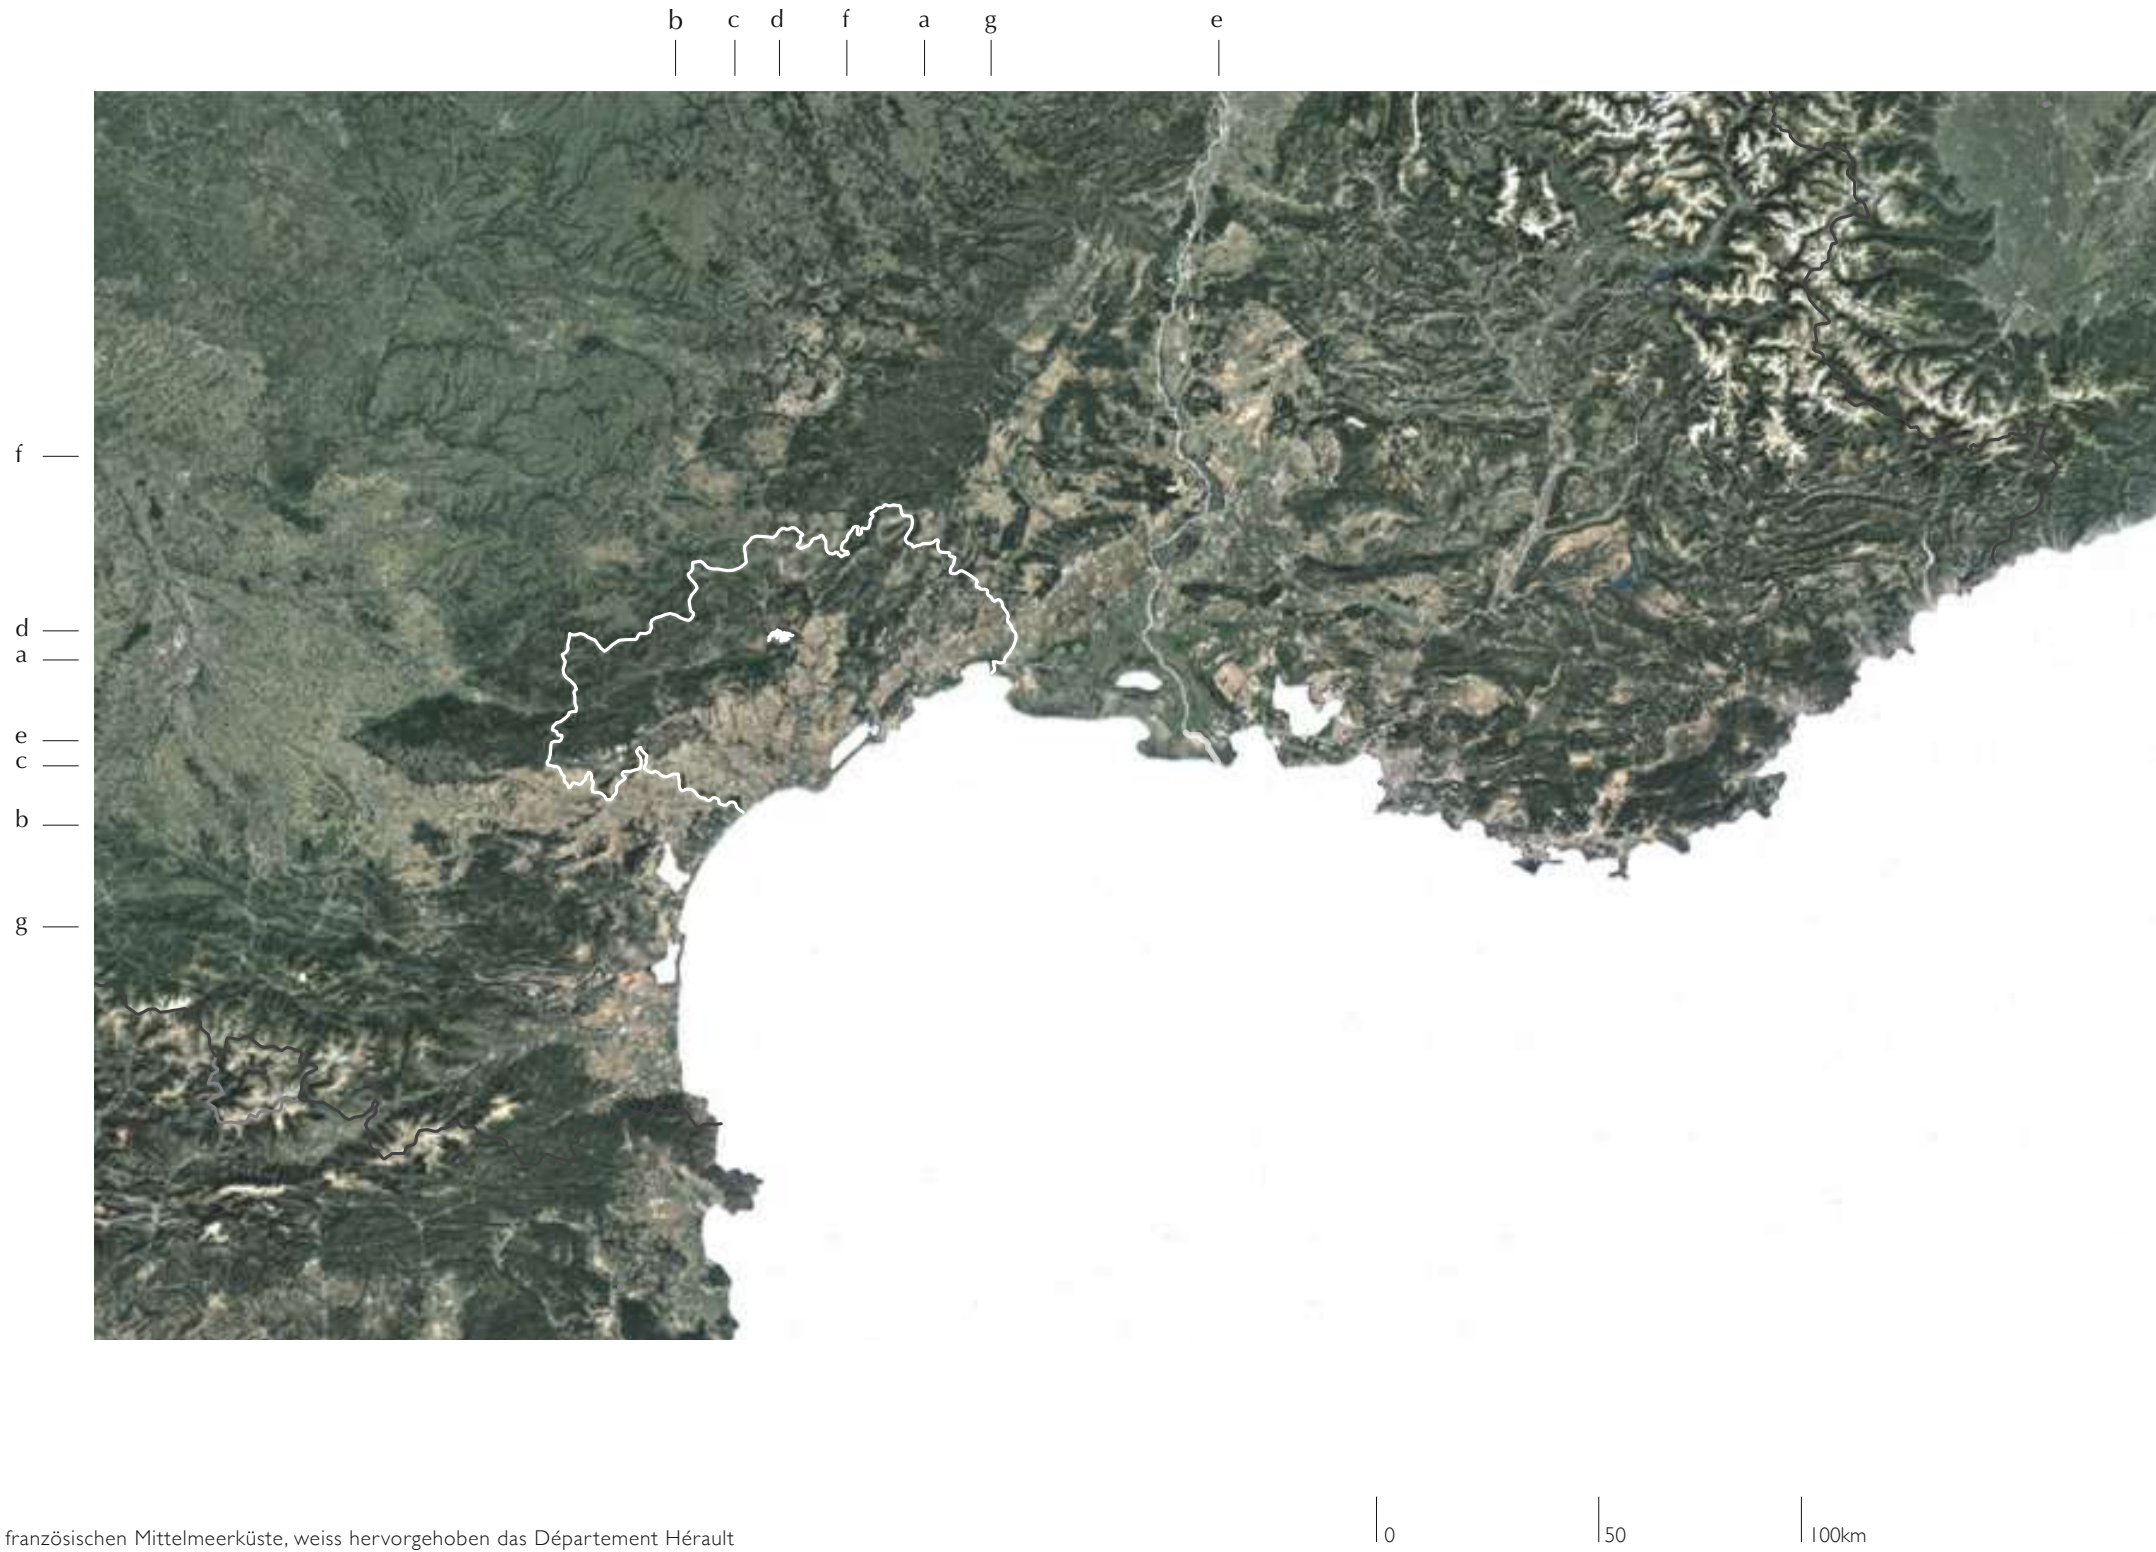 b c d f a g e
f
d
a
e
c
b
g
französischen Mittelmeerküste, weiss hervorgehoben das Département Hérault
0 50 100km